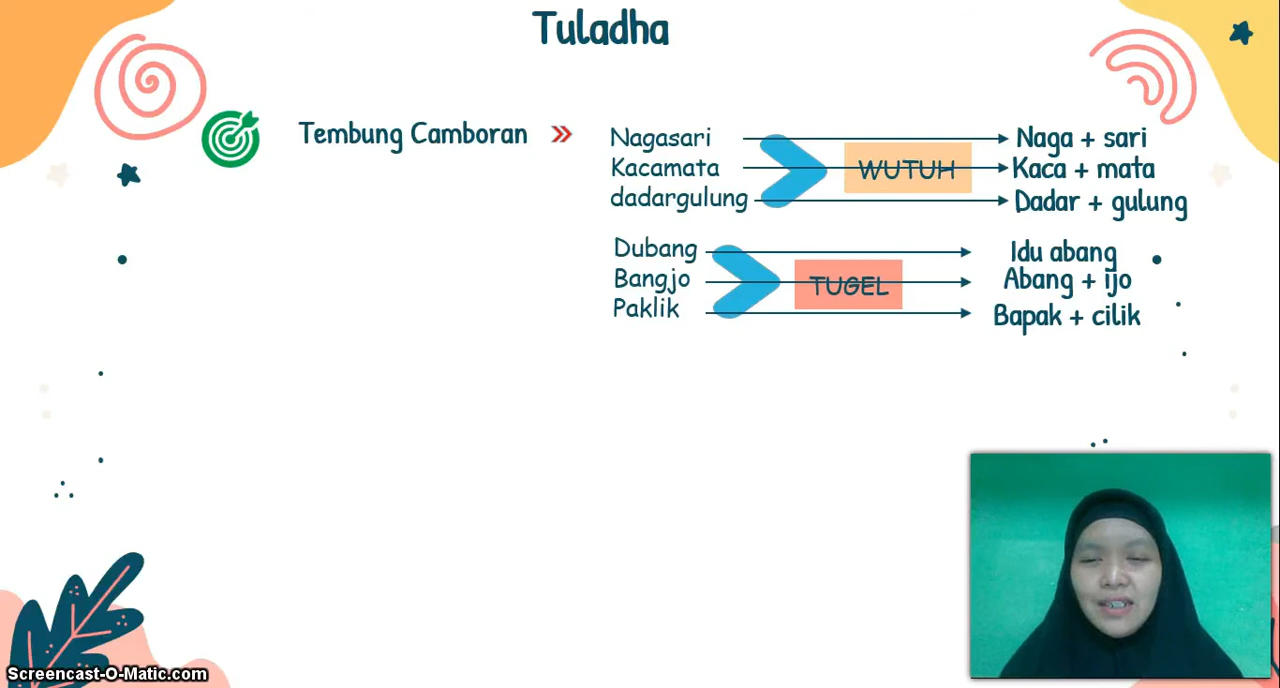 Tuladha
Tembung Camboran
Nagasari
Kacamata
dadargulung
WUTUH
Naga + sari
Kaca + mata
Dadar + gulung
Dubang
Bangjo
Paklik
TUGEL
Idu abang
Abang + ijo
Bapak + cilik
Screencast-O-Matic.com